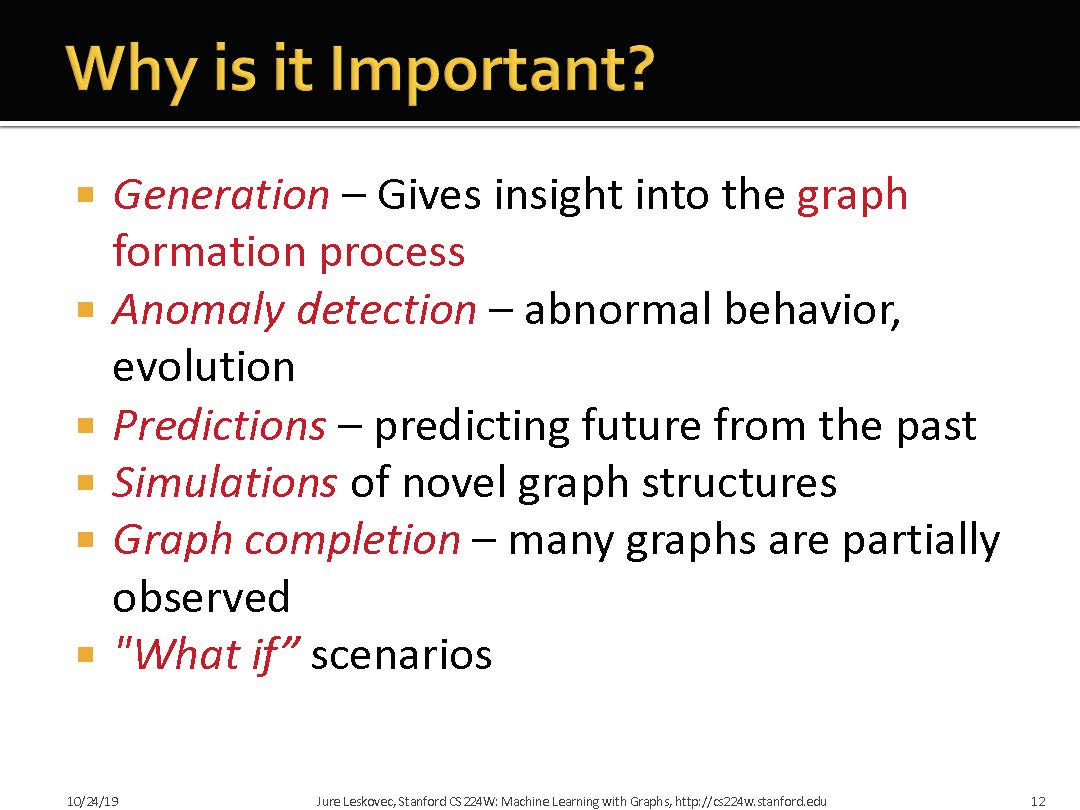 Why is it Important?
Generation – Gives insight into the graph
formation process
Anomaly detection – abnormal behavior,
evolution
Predictions – predicting future from the past
Simulations of novel graph structures
Graph completion – many graphs are partially
observed
"What if” scenarios
10/24/19 Jure Leskovec, Stanford CS224W: Machine Learning with Graphs, http://cs224w.stanford.edu 12